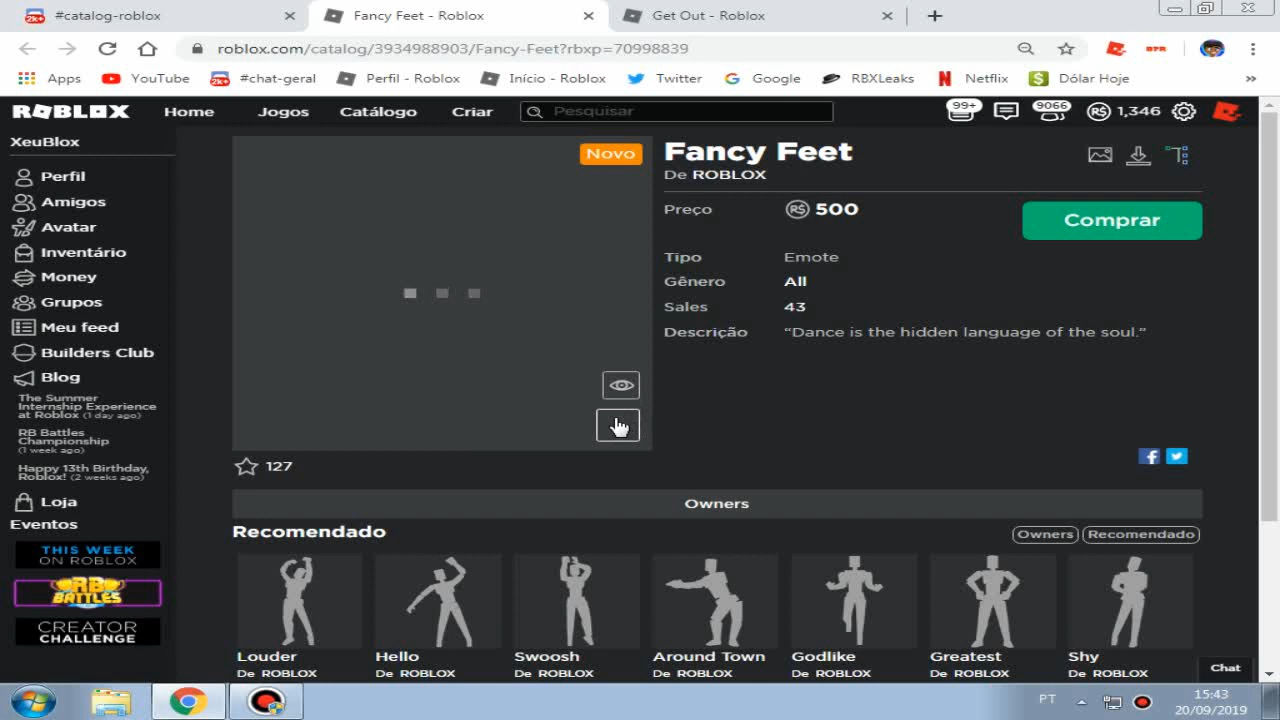 #catalog-roblox
Fancy Feet - Roblox
Get Out - Roblox
roblox.com/catalog/3934988903/Fancy-Feet?rbxp=70998839
Apps
YouTube
2k+
#chat-geral
Perfil - Roblox
Início - Roblox
Twitter
Google
RBXLeaks
Netflix
Dólar Hoje
ROBLOX
Home
Jogos
Catálogo
Criar
Pesquisar
99+
9066
1,346
XeuBlox
Perfil
Amigos
Avatar
Inventário
Money
Grupos
Meu feed
Builders Club
Blog
The Summer
Internship Experience
at Roblox (1 day ago)
RB Battles
Championship
(1 week ago)
Happy 13th Birthday,
Roblox! (2 weeks ago)
Loja
Eventos
THIS WEEK
ON ROBLOX
RB
BATTLES
CREATOR
CHALLENGE
Novo
Fancy Feet
De ROBLOX
Preço
R$ 500
Comprar
Tipo
Emote
Gênero
All
Sales
43
Descrição
“Dance is the hidden language of the soul.”
127
Owners
Recomendado
Owners
Recomendado
Louder
De ROBLOX
Hello
De ROBLOX
Swoosh
De ROBLOX
Around Town
De ROBLOX
Godlike
De ROBLOX
Greatest
De ROBLOX
Shy
De ROBLOX
Chat
PT
15:43
20/09/2019